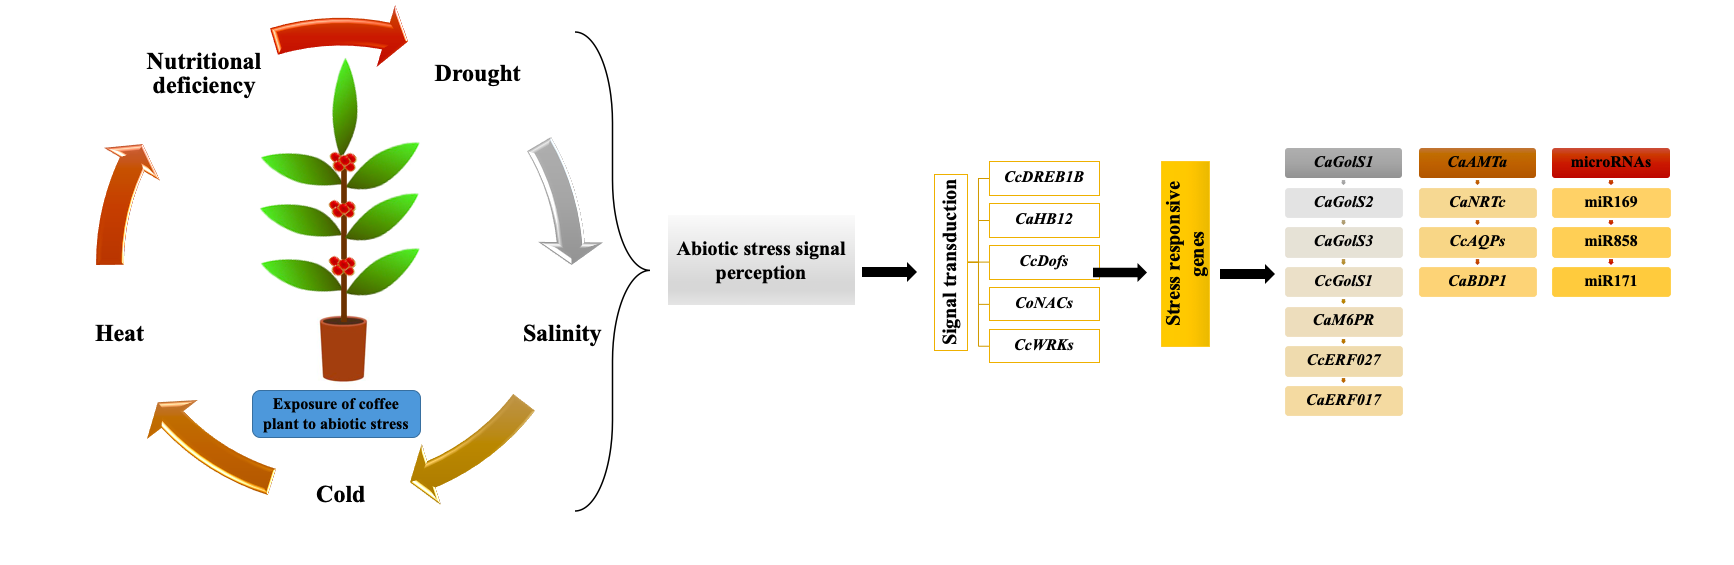 Nutritional
deficiency
Drought
Heat
Salinity
Cold
Exposure of coffee
plant to abiotic stress
Abiotic stress signal
perception
Signal transduction
CcDREB1B
CaHB12
CcDofs
CoNACs
CcWRKs
Stress responsive
genes
CaGolS1
CaGolS2
CaGolS3
CcGolS1
CaM6PR
CcERF027
CaERF017
CaAMTa
CaNRTc
CcAQPs
CaBDP1
microRNAs
miR169
miR858
miR171